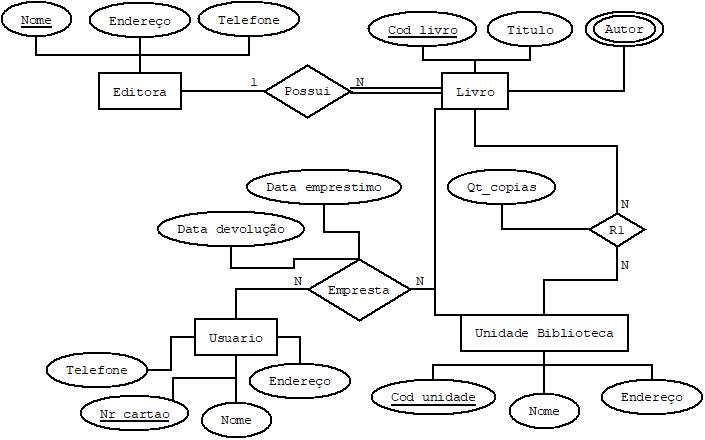 Nome
Endereço
Telefone
Cod livro
Titulo
Autor
Editora
1
Possui
N
Livro
Data emprestimo
Qt_copias
N
Data devolução
R1
N
Empresta
N
N
Usuario
Unidade Biblioteca
Telefone
Endereço
Nr cartao
Nome
Cod unidade
Nome
Endereço